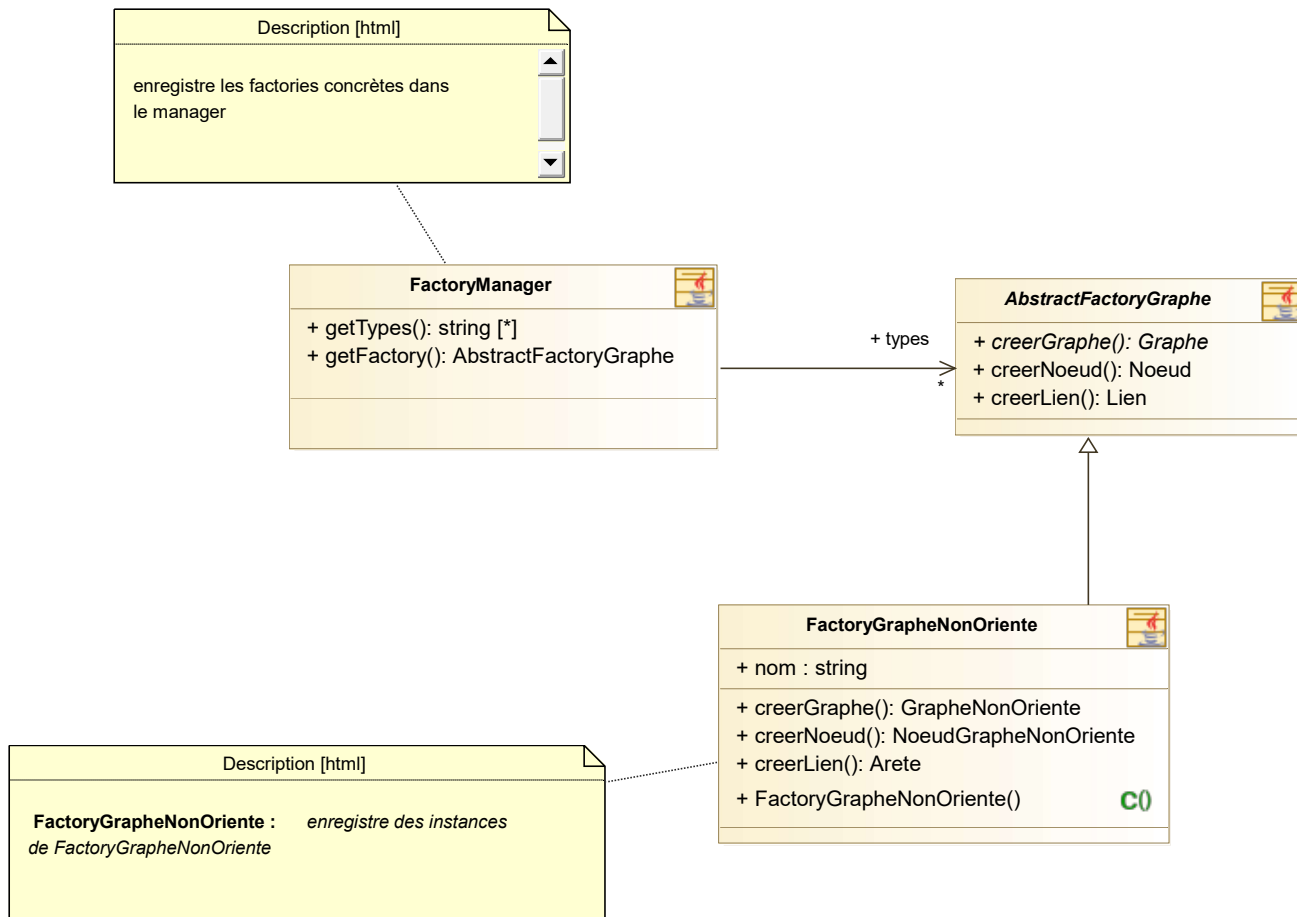 Description [html]
enregistre les factories concrètes dans
le manager
FactoryManager
+ getTypes(): string [*]
+ getFactory(): AbstractFactoryGraphe
+ types
*
AbstractFactoryGraphe
+ creerGraphe(): Graphe
+ creerNoeud(): Noeud
+ creerLien(): Lien
FactoryGrapheNonOriente
+ nom : string
+ creerGraphe(): GrapheNonOriente
+ creerNoeud(): NoeudGrapheNonOriente
+ creerLien(): Arete
+ FactoryGrapheNonOriente() C()
Description [html]
FactoryGrapheNonOriente : enregistre des instances
de FactoryGrapheNonOriente